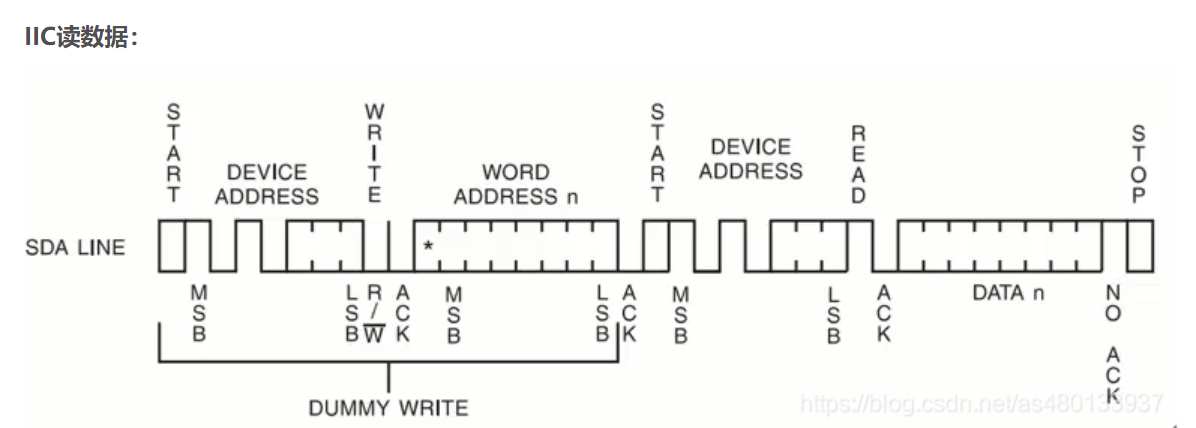 IIC读数据：
START
WRITE
START
READ
STOP
DEVICE
ADDRESS
WORD
ADDRESS n
DEVICE
ADDRESS
SDA LINE
*
MSB
LSB
R/W
ACK
MSB
LSB
ACK
MSB
LSB
ACK
DATA n
NO ACK
DUMMY WRITE
https://blog.csdn.net/as480133937